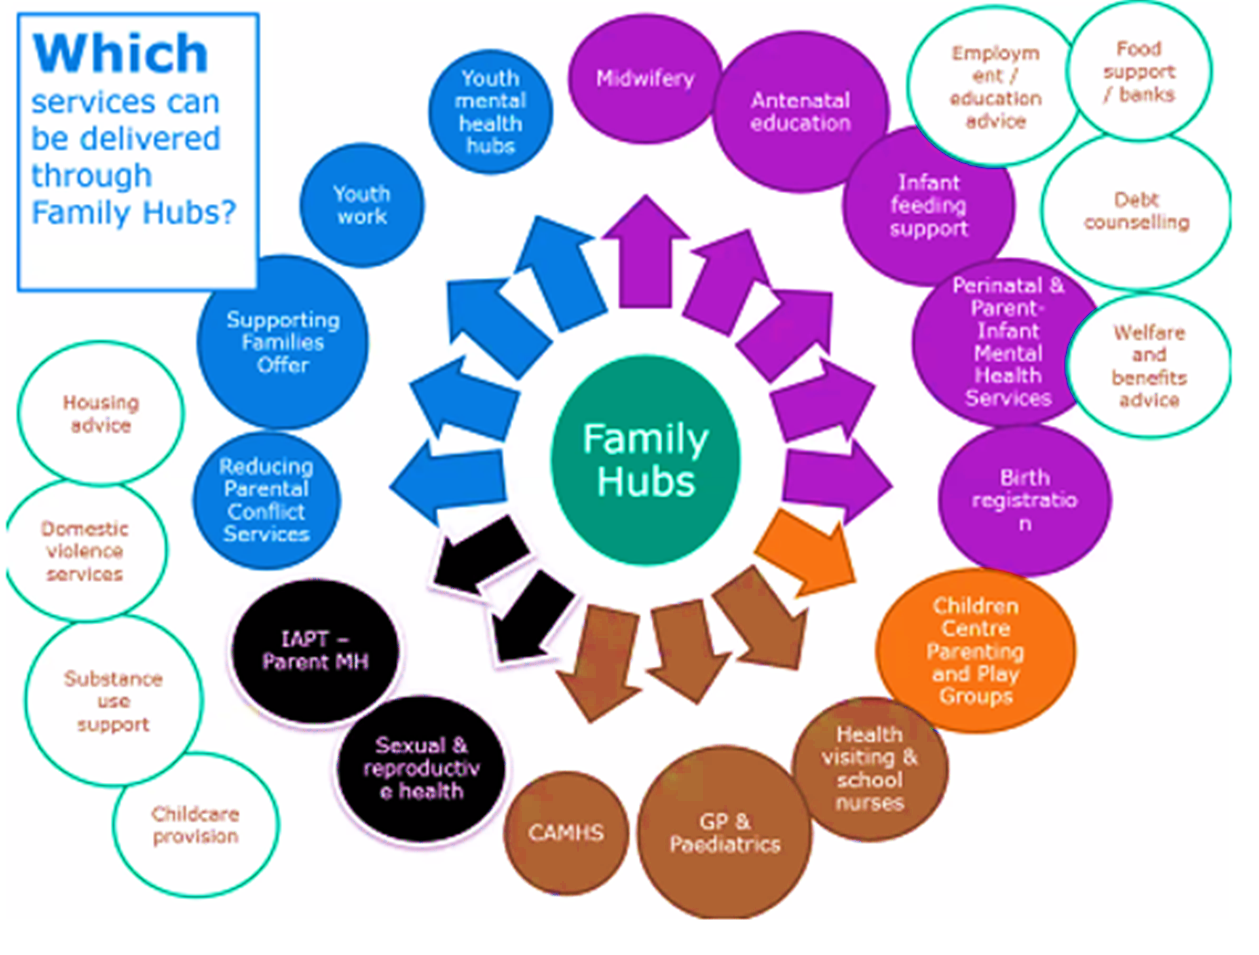 Which
services can
be delivered
through
Family Hubs?
Youth
mental
health
hubs
Midwifery
Antenatal
education
Employm
ent /
education
advice
Food
support
/ banks
Youth
work
Infant
feeding
support
Debt
counselling
Supporting
Families
Offer
Perinatal &
Parent-
Infant
Mental
Health
Services
Welfare
and
benefits
advice
Housing
advice
Family
Hubs
Reducing
Parental
Conflict
Services
Birth
registratio
n
Domestic
violence
services
IAPT –
Parent MH
Children
Centre
Parenting
and Play
Groups
Substance
use
support
Sexual &
reproductiv
e health
Health
visiting &
school
nurses
Childcare
provision
CAMHS
GP &
Paediatrics